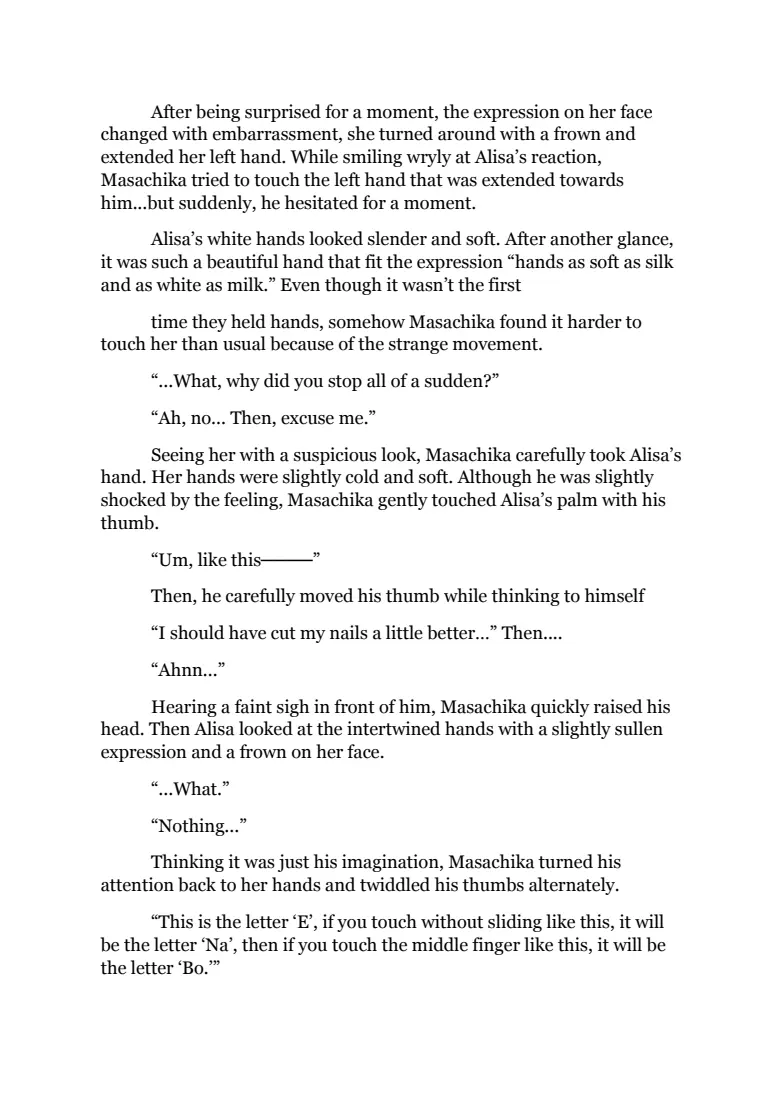 After being surprised for a moment, the expression on her face
changed with embarrassment, she turned around with a frown and
extended her left hand. While smiling wryly at Alisa’s reaction,
Masachika tried to touch the left hand that was extended towards
him...but suddenly, he hesitated for a moment.
Alisa’s white hands looked slender and soft. After another glance,
it was such a beautiful hand that fit the expression “hands as soft as silk
and as white as milk.” Even though it wasn’t the first
time they held hands, somehow Masachika found it harder to
touch her than usual because of the strange movement.
“...What, why did you stop all of a sudden?”
“Ah, no... Then, excuse me.”
Seeing her with a suspicious look, Masachika carefully took Alisa’s
hand. Her hands were slightly cold and soft. Although he was slightly
shocked by the feeling, Masachika gently touched Alisa’s palm with his
thumb.
“Um, like this———”
Then, he carefully moved his thumb while thinking to himself
“I should have cut my nails a little better...” Then....
“Ahnn...”
Hearing a faint sigh in front of him, Masachika quickly raised his
head. Then Alisa looked at the intertwined hands with a slightly sullen
expression and a frown on her face.
“...What.”
“Nothing...”
Thinking it was just his imagination, Masachika turned his
attention back to her hands and twiddled his thumbs alternately.
“This is the letter ‘E’, if you touch without sliding like this, it will
be the letter ‘Na’, then if you touch the middle finger like this, it will be
the letter ‘Bo.’”